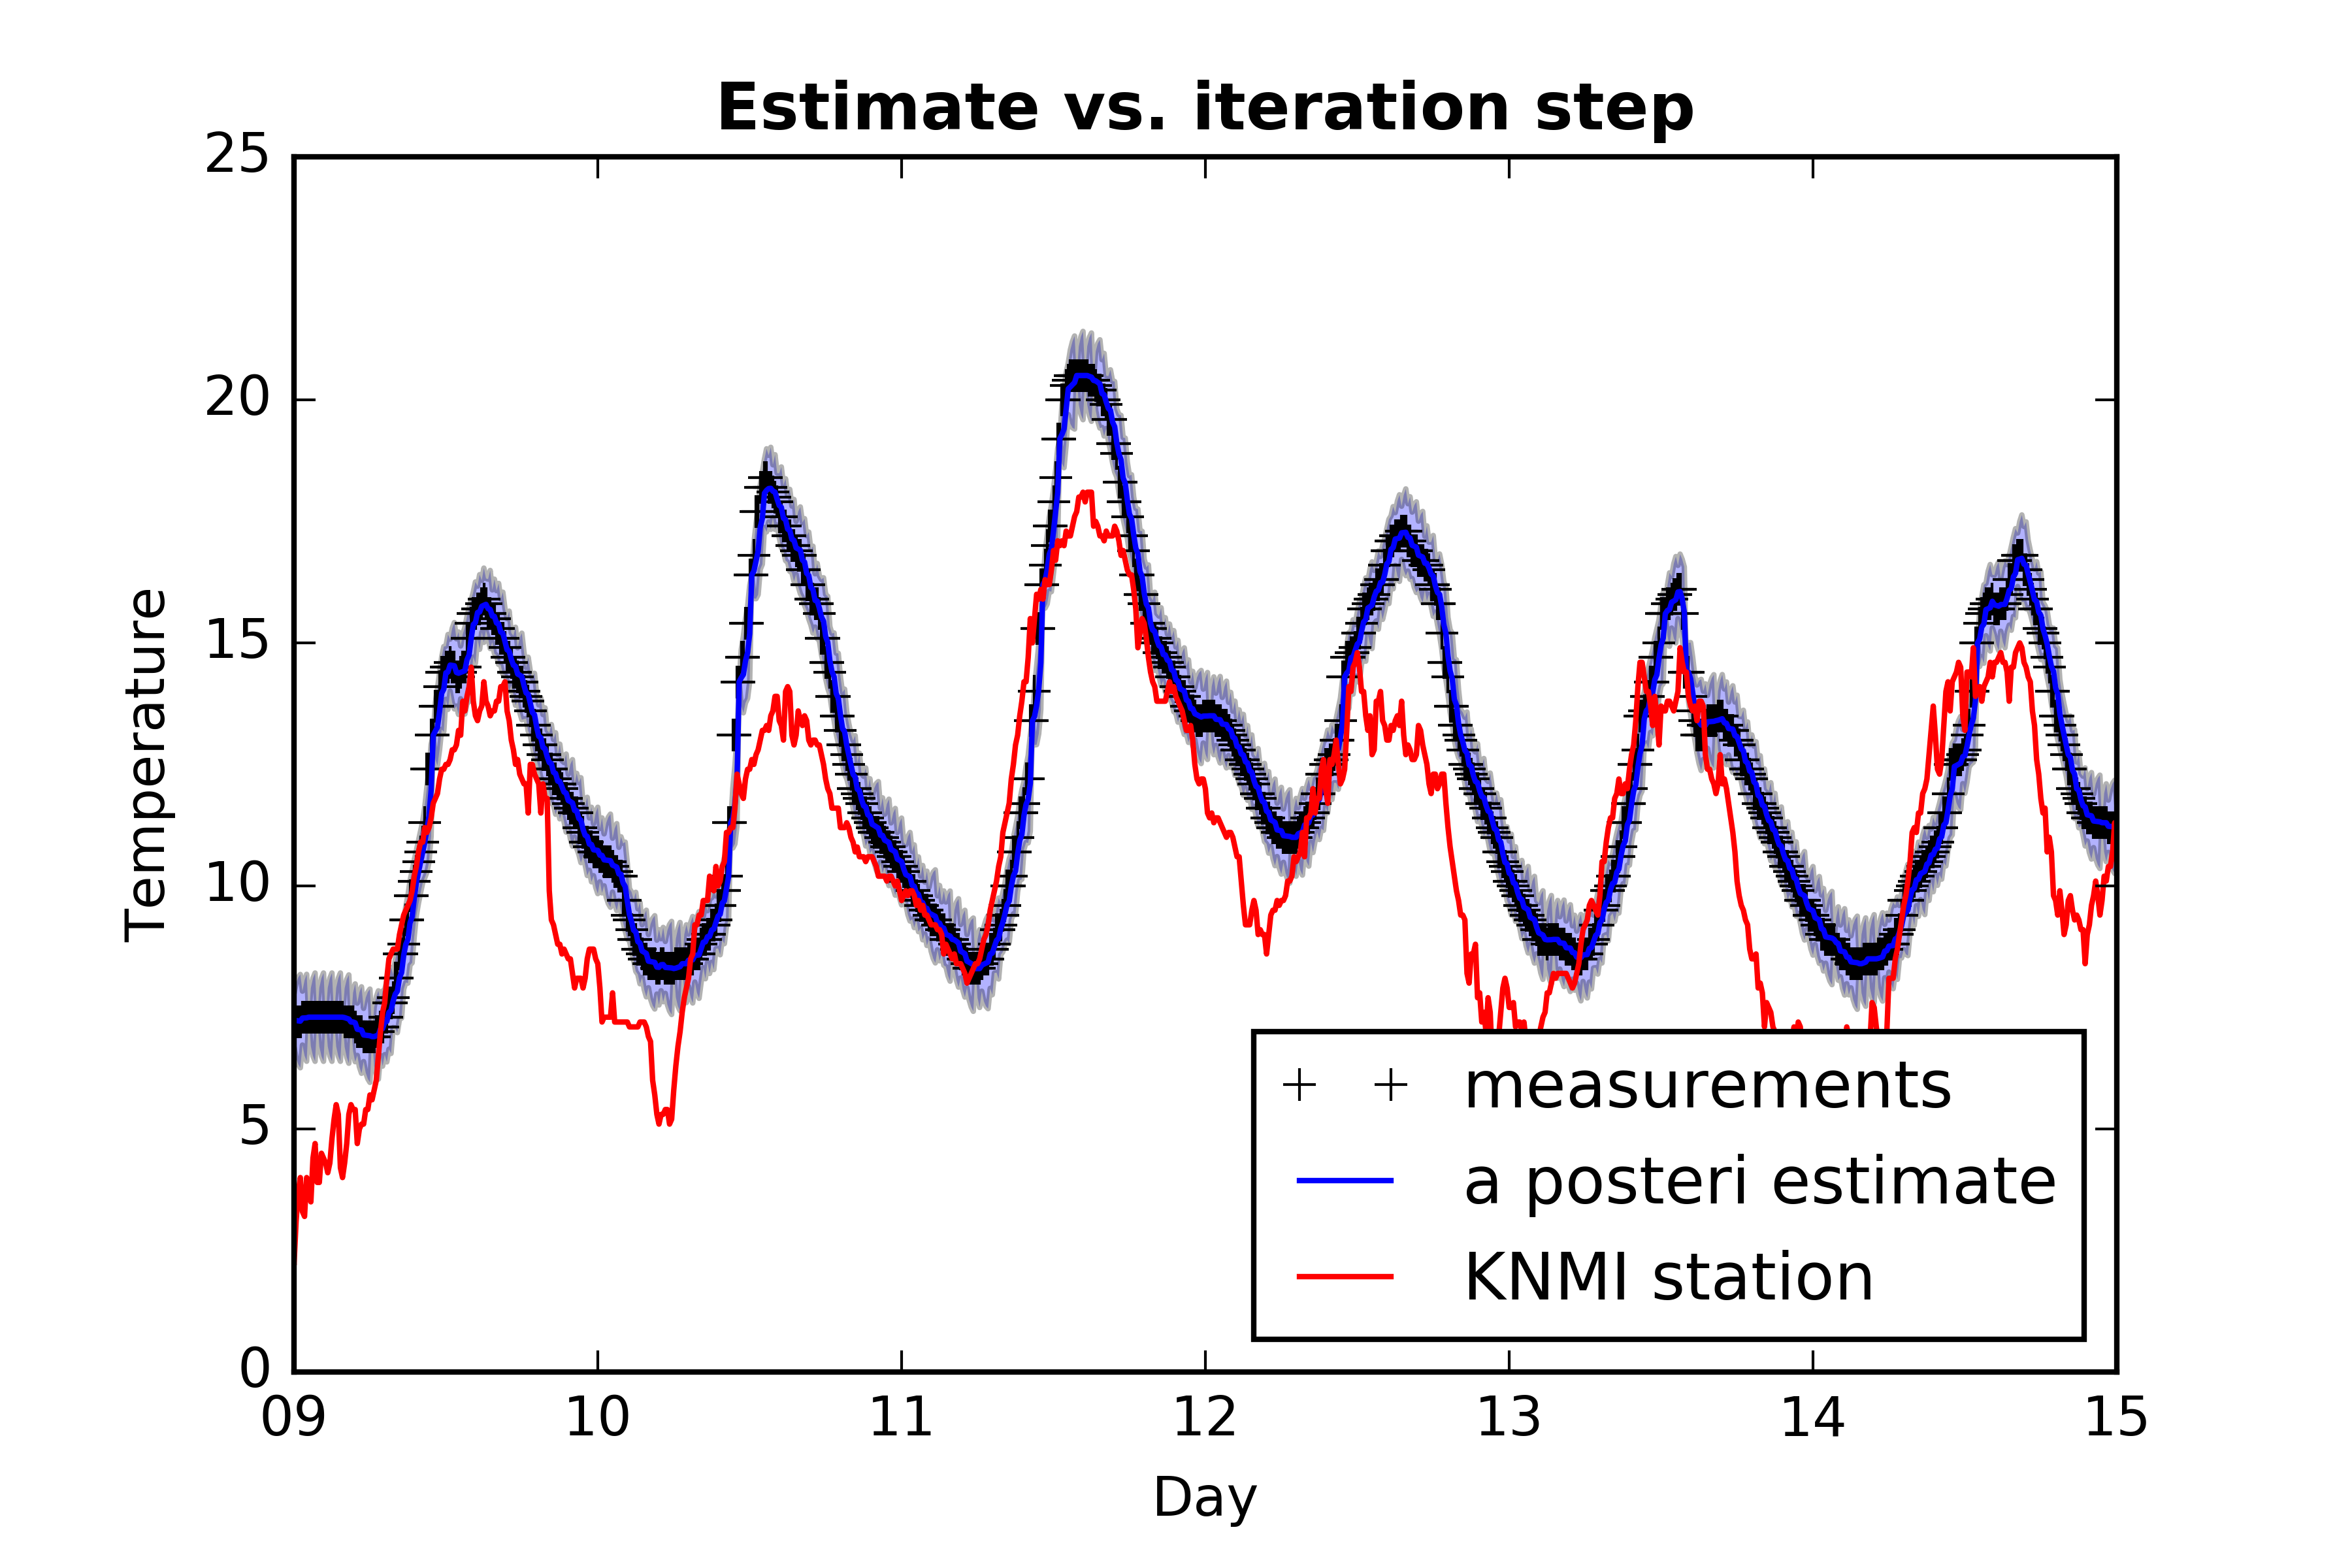 Estimate vs. iteration step
25
20
15
10
5
0
Temperature
09 10 11 12 13 14 15
Day
measurements
a posteri estimate
KNMI station